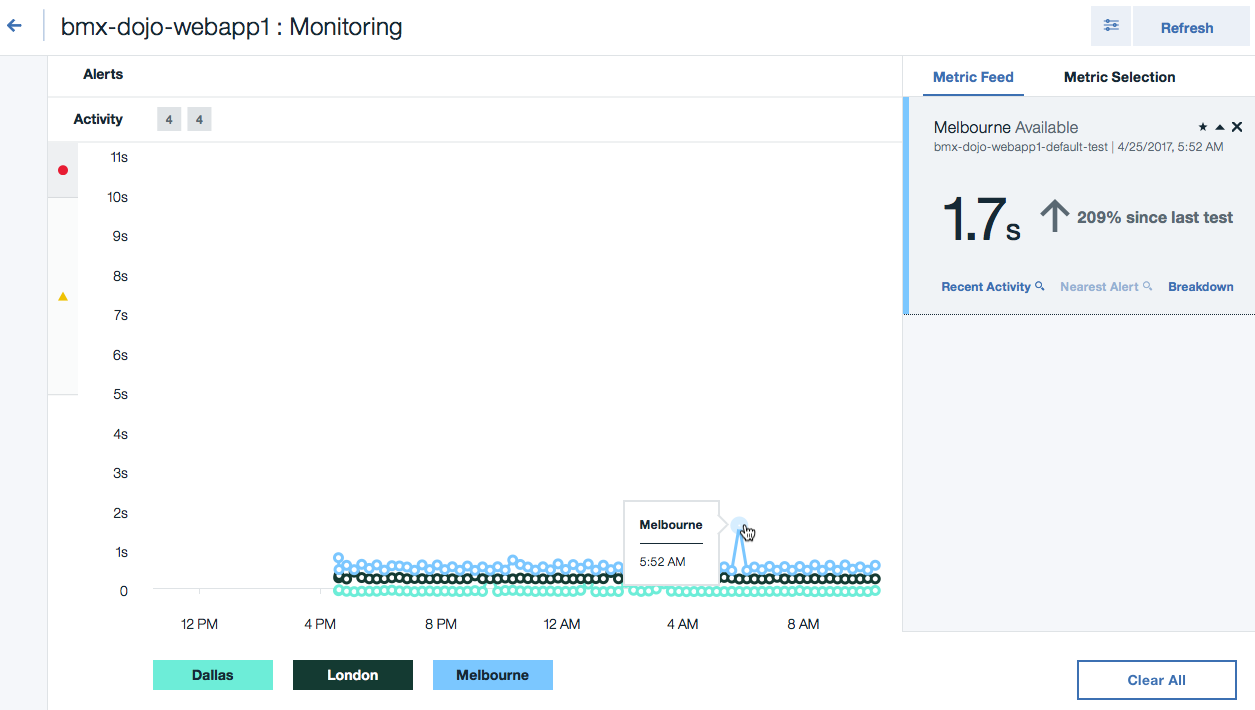 bmx-dojo-webapp1 : Monitoring
Refresh
Alerts
Metric Feed
Metric Selection
Activity
4
4
Melbourne Available
bmx-dojo-webapp1-default-test | 4/25/2017, 5:52 AM
1.7s
209% since last test
Recent Activity
Nearest Alert
Breakdown
11s
10s
9s
8s
7s
6s
5s
4s
3s
2s
1s
0
Melbourne
5:52 AM
12 PM
4 PM
8 PM
12 AM
4 AM
8 AM
Dallas
London
Melbourne
Clear All